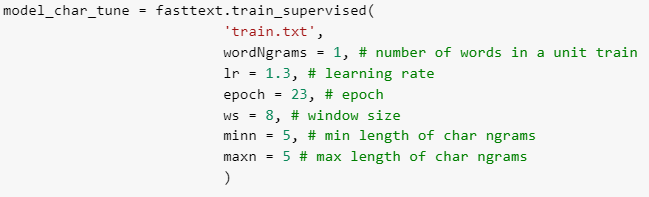 model_char_tune = fasttext.train_supervised(
'train.txt',
wordNgrams = 1, # number of words in a unit train
lr = 1.3, # learning rate
epoch = 23, # epoch
ws = 8, # window size
minn = 5, # min length of char ngrams
maxn = 5 # max length of char ngrams
)